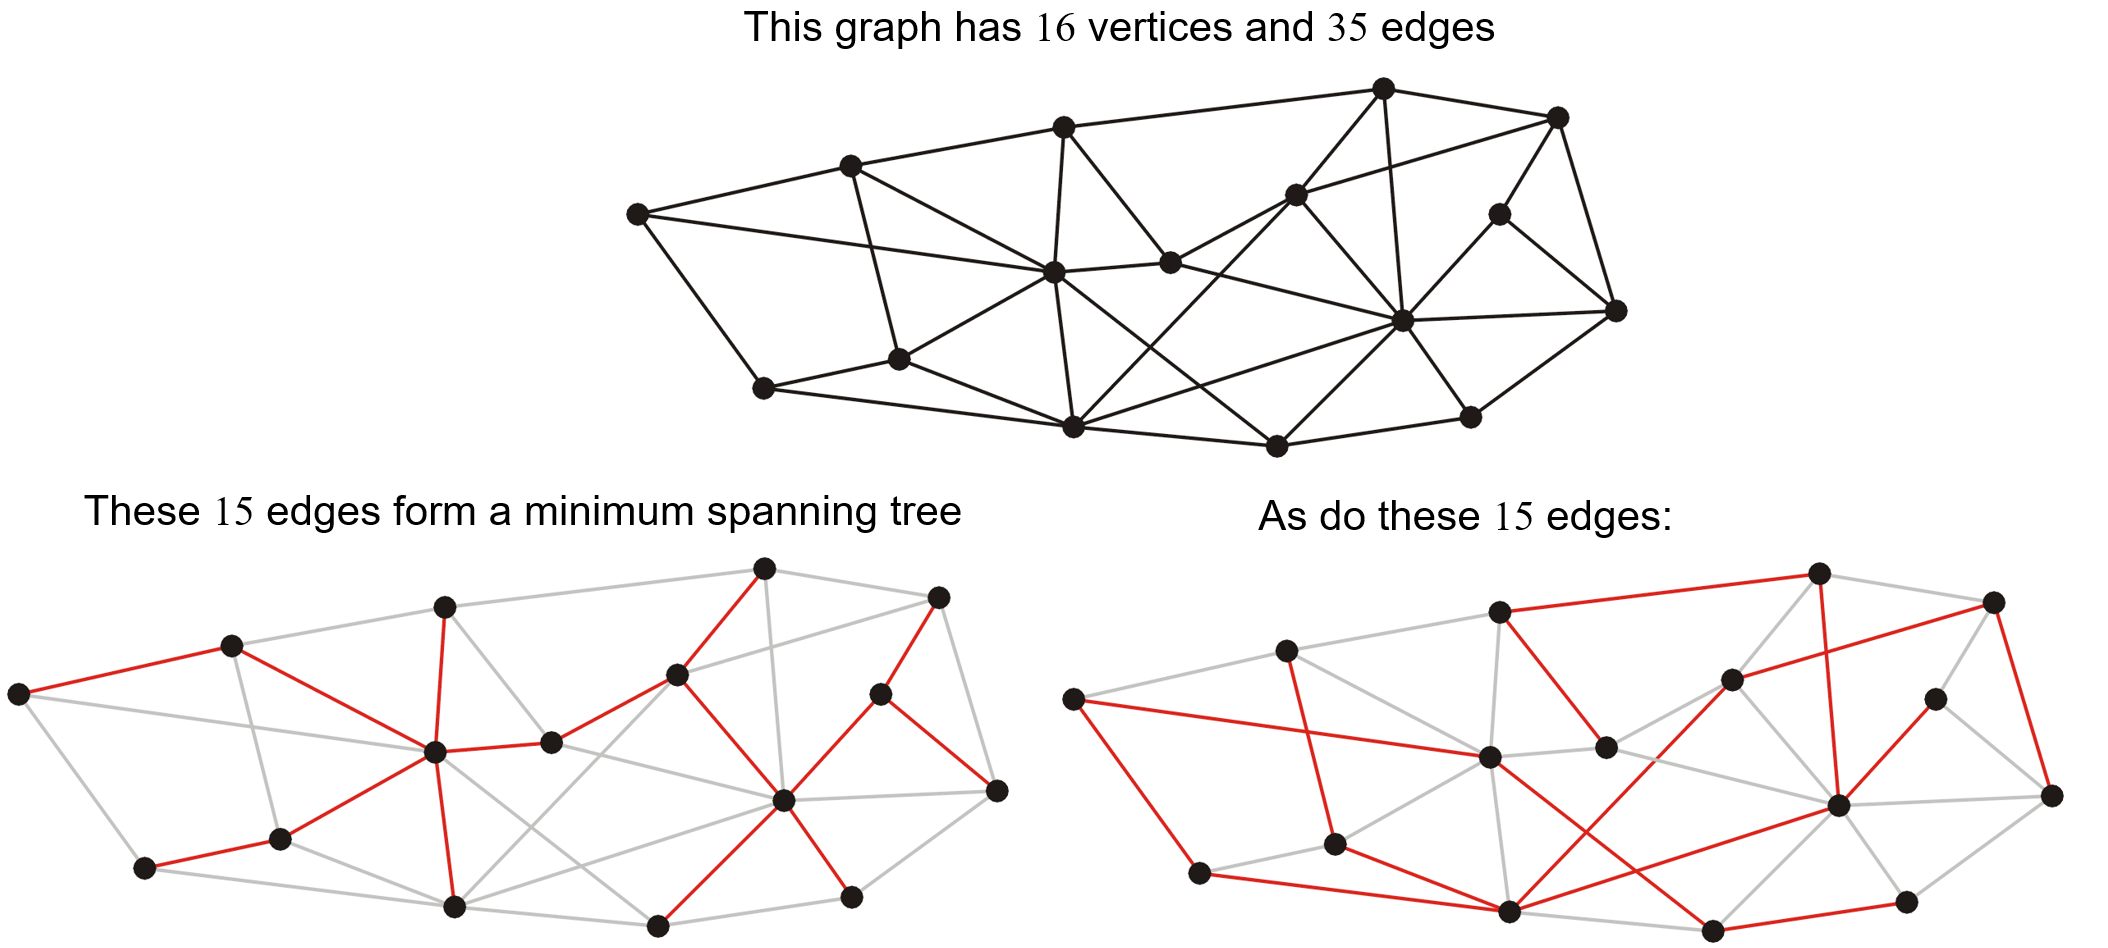 This graph has 16 vertices and 35 edges
These 15 edges form a minimum spanning tree
As do these 15 edges: